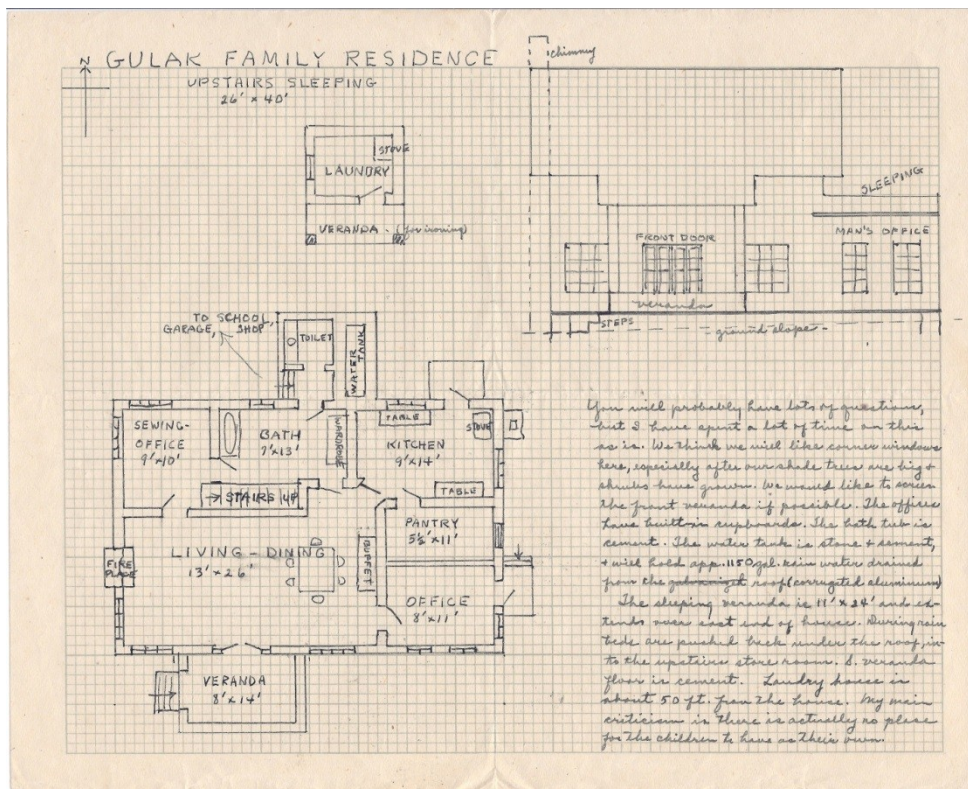 N
GULAK FAMILY RESIDENCE
UPSTAIRS SLEEPING
26' x 40'
chimney
STOVE
LAUNDRY
VERANDA - (for ironing)
SLEEPING
MAN'S OFFICE
FRONT DOOR
veranda
STEPS
- ground slope -
TO SCHOOL
GARAGE, SHOP,
TOILET
WATER TANK
SEWING-
OFFICE
9' x 10'
BATH
7' x 13'
WARDROBE
TABLE
KITCHEN
9' x 14'
STOVE
TABLE
STAIRS UP
PANTRY
5½' x 11'
LIVING - DINING
13' x 26'
FIRE
PLACE
BUFFET
OFFICE
8' x 11'
VERANDA
8' x 14'
You will probably have lots of questions,
but I have spent a lot of time on this
as is. We think we will like corner windows
here, especially after our shade trees are big +
shrubs have grown. We would like to screen
the front veranda if possible. The offices
have built-in cupboards. The bath tub is
cement. The water tank is stone + cement,
+ will hold app. 1150 gal. rain water drained
from the galvanized roof (corrugated aluminum)
The sleeping veranda is 11' x 24' and ex-
tends over east end of house. During rain
beds are pushed back under the roof, in-
to the upstairs store room. S. veranda
floor is cement. Laundry house is
about 50 ft. from the house. My main
criticism is there is actually no place
for the children to have as their own.